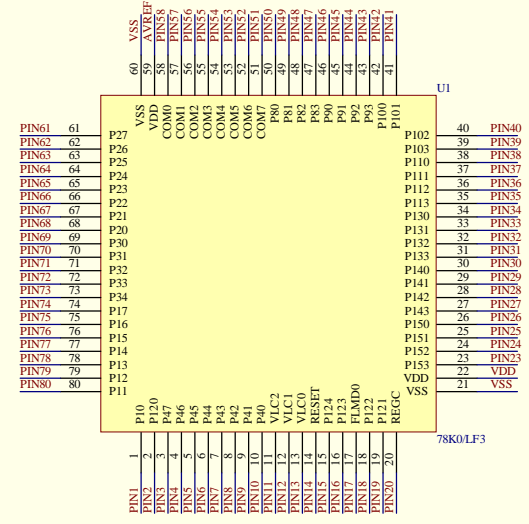 VSS 60 VSS
AVREF 59 VDD
PIN58 58 COM0
PIN57 57 COM1
PIN56 56 COM2
PIN55 55 COM3
PIN54 54 COM4
PIN53 53 COM5
PIN52 52 COM6
PIN51 51 COM7
PIN50 50 P80
PIN49 49 P81
PIN48 48 P82
PIN47 47 P83
PIN46 46 P90
PIN45 45 P91
PIN44 44 P92
PIN43 43 P93
PIN42 42 P100
PIN41 41 P101
U1
PIN61 61 P27
PIN62 62 P26
PIN63 63 P25
PIN64 64 P24
PIN65 65 P23
PIN66 66 P22
PIN67 67 P21
PIN68 68 P20
PIN69 69 P30
PIN70 70 P31
PIN71 71 P32
PIN72 72 P33
PIN73 73 P34
PIN74 74 P17
PIN75 75 P16
PIN76 76 P15
PIN77 77 P14
PIN78 78 P13
PIN79 79 P12
PIN80 80 P11
P102 40 PIN40
P103 39 PIN39
P110 38 PIN38
P111 37 PIN37
P112 36 PIN36
P113 35 PIN35
P130 34 PIN34
P131 33 PIN33
P132 32 PIN32
P133 31 PIN31
P140 30 PIN30
P141 29 PIN29
P142 28 PIN28
P143 27 PIN27
P150 26 PIN26
P151 25 PIN25
P152 24 PIN24
P153 23 PIN23
VDD 22 VDD
VSS 21 VSS
PIN1 1 P10
PIN2 2 P120
PIN3 3 P47
PIN4 4 P46
PIN5 5 P45
PIN6 6 P44
PIN7 7 P43
PIN8 8 P42
PIN9 9 P41
PIN10 10 P40
PIN11 11 VLC2
PIN12 12 VLC1
PIN13 13 VLC0
PIN14 14 RESET
PIN15 15 P124
PIN16 16 P123
PIN17 17 FLMD0
PIN18 18 P122
PIN19 19 P121
PIN20 20 REGC
78K0/LF3